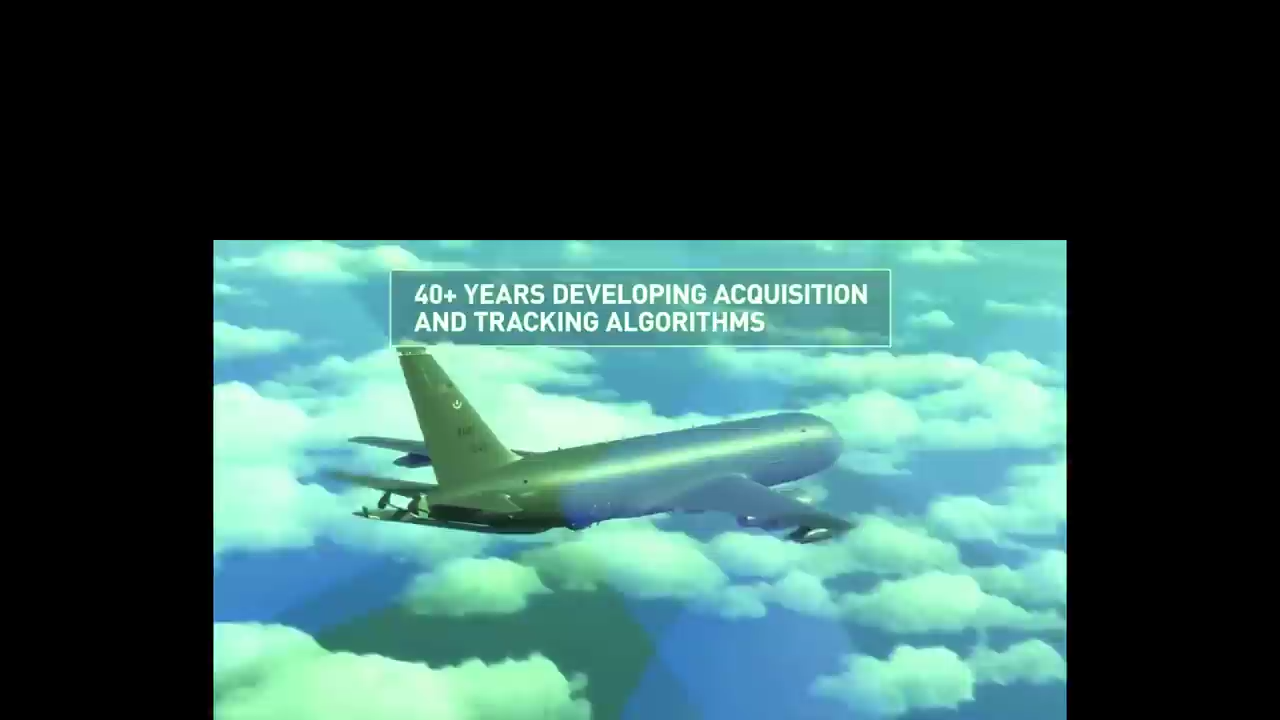 40+ YEARS DEVELOPING ACQUISITION
AND TRACKING ALGORITHMS